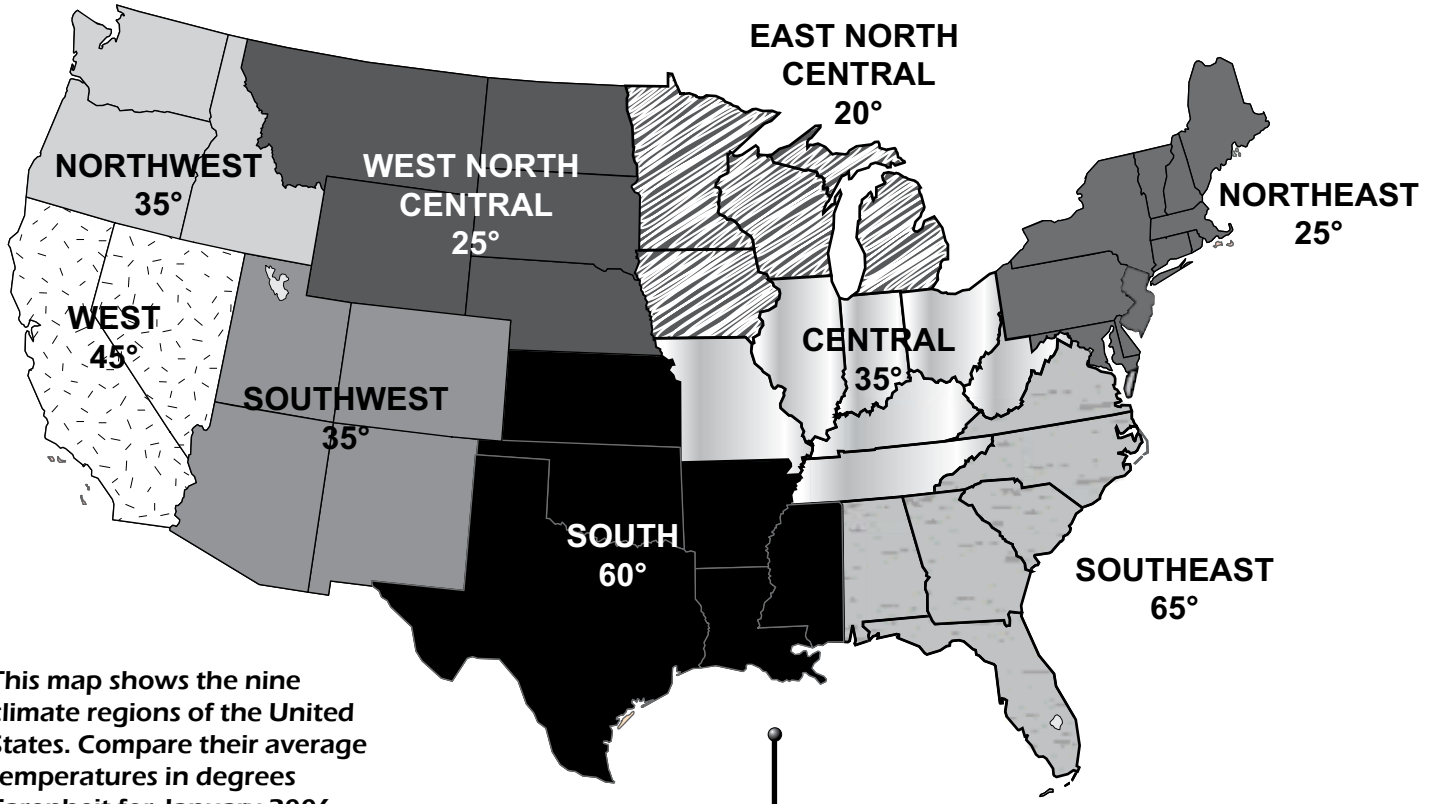 EAST NORTH
CENTRAL
20°
NORTHWEST
35°
WEST NORTH
CENTRAL
25°
NORTHEAST
25°
WEST
45°
CENTRAL
35°
SOUTHWEST
35°
SOUTH
60°
SOUTHEAST
65°
This map shows the nine
climate regions of the United
States. Compare their average
temperatures in degrees